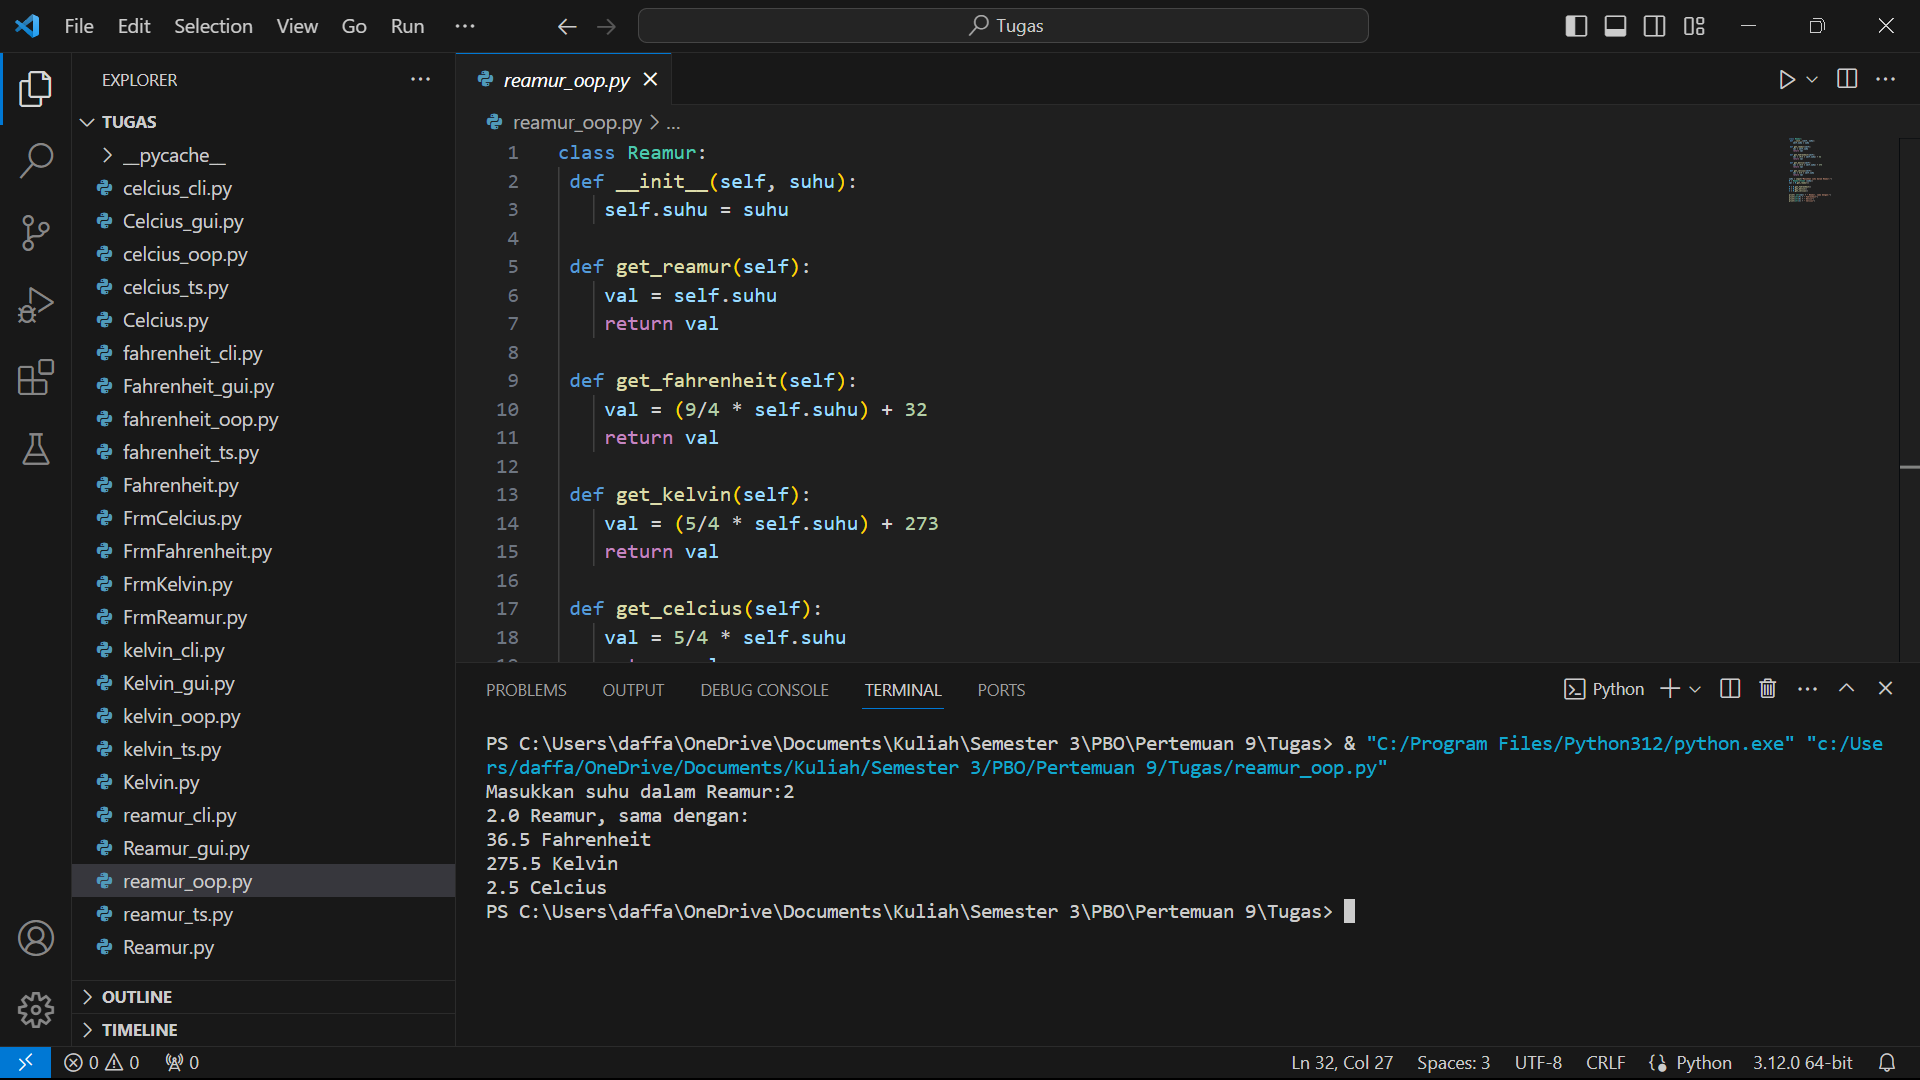 File Edit Selection View Go Run ... Tugas
EXPLORER ...
TUGAS
__pycache__
celcius_cli.py
Celcius_gui.py
celcius_oop.py
celcius_ts.py
Celcius.py
fahrenheit_cli.py
Fahrenheit_gui.py
fahrenheit_oop.py
fahrenheit_ts.py
Fahrenheit.py
FrmCelcius.py
FrmFahrenheit.py
FrmKelvin.py
FrmReamur.py
kelvin_cli.py
Kelvin_gui.py
kelvin_oop.py
kelvin_ts.py
Kelvin.py
reamur_cli.py
Reamur_gui.py
reamur_oop.py
reamur_ts.py
Reamur.py
OUTLINE
TIMELINE
reamur_oop.py
reamur_oop.py > ...
1 class Reamur:
2 def __init__(self, suhu):
3 self.suhu = suhu
4
5 def get_reamur(self):
6 val = self.suhu
7 return val
8
9 def get_fahrenheit(self):
10 val = (9/4 * self.suhu) + 32
11 return val
12
13 def get_kelvin(self):
14 val = (5/4 * self.suhu) + 273
15 return val
16
17 def get_celcius(self):
18 val = 5/4 * self.suhu
PROBLEMS OUTPUT DEBUG CONSOLE TERMINAL PORTS Python
PS C:\Users\daffa\OneDrive\Documents\Kuliah\Semester 3\PBO\Pertemuan 9\Tugas> & "C:/Program Files/Python312/python.exe" "c:/Use
rs/daffa/OneDrive/Documents/Kuliah/Semester 3/PBO/Pertemuan 9/Tugas/reamur_oop.py"
Masukkan suhu dalam Reamur:2
2.0 Reamur, sama dengan:
36.5 Fahrenheit
275.5 Kelvin
2.5 Celcius
PS C:\Users\daffa\OneDrive\Documents\Kuliah\Semester 3\PBO\Pertemuan 9\Tugas>
0 0 0 Ln 32, Col 27 Spaces: 3 UTF-8 CRLF Python 3.12.0 64-bit